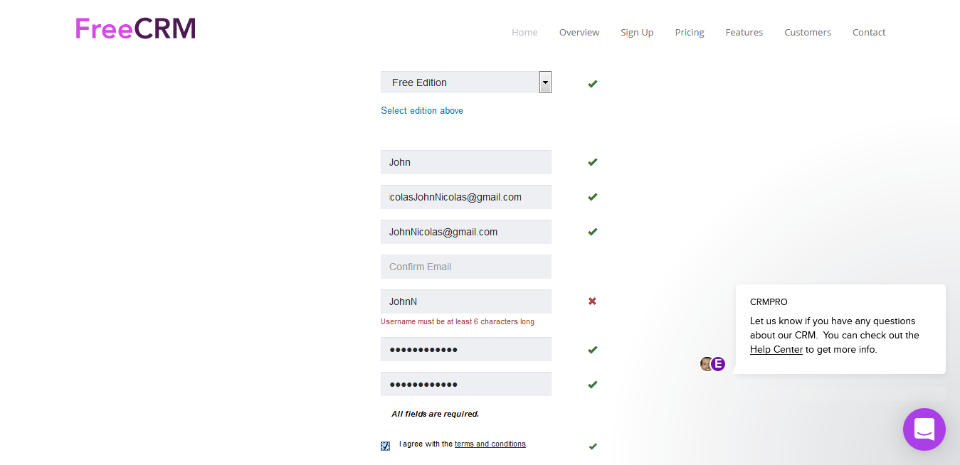 FreeCRM
Home Overview Sign Up Pricing Features Customers Contact
Free Edition
Select edition above
John
colasJohnNicolas@gmail.com
JohnNicolas@gmail.com
Confirm Email
JohnN
Username must be at least 6 characters long
●●●●●●●●●●●●
●●●●●●●●●●●●
All fields are required.
I agree with the terms and conditions.
CRMPRO
Let us know if you have any questions
about our CRM. You can check out the
Help Center to get more info.
E